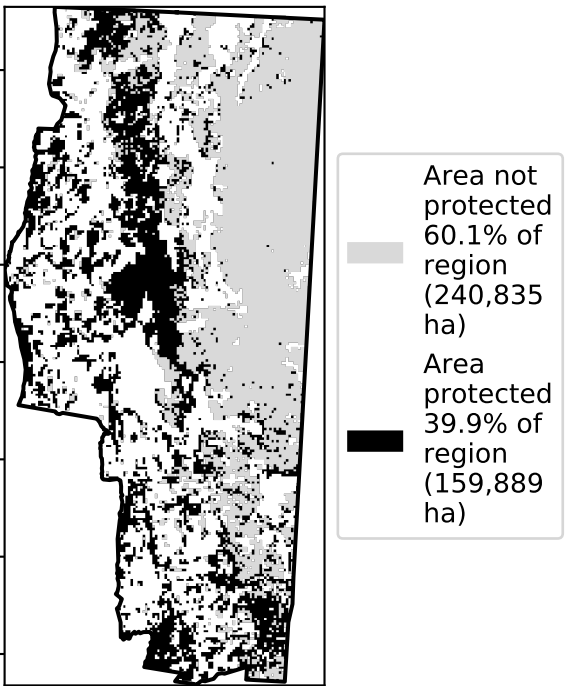 Area not
protected
60.1% of
region
(240,835
ha)
Area
protected
39.9% of
region
(159,889
ha)